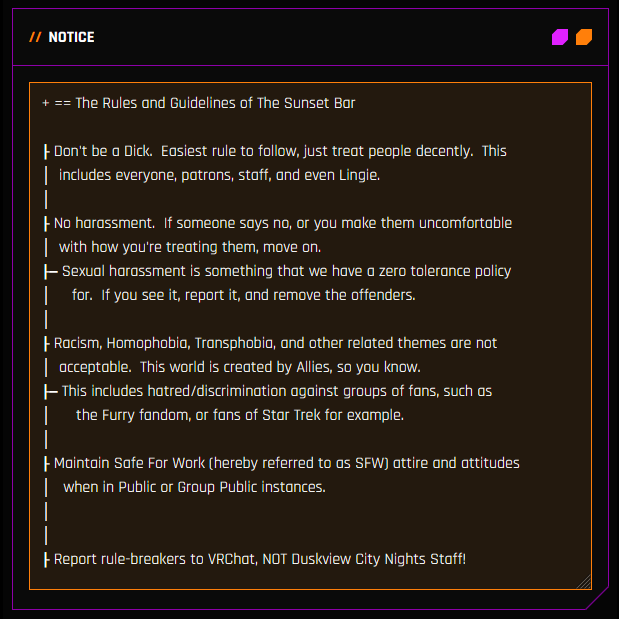 // NOTICE
+ == The Rules and Guidelines of The Sunset Bar
┠ Don't be a Dick.  Easiest rule to follow, just treat people decently.  This
┃  includes everyone, patrons, staff, and even Lingie.
┃
┠ No harassment.  If someone says no, or you make them uncomfortable
┃  with how you're treating them, move on.
┠─ Sexual harassment is something that we have a zero tolerance policy
┃    for.  If you see it, report it, and remove the offenders.
┃
┠ Racism, Homophobia, Transphobia, and other related themes are not
┃  acceptable.  This world is created by Allies, so you know.
┠─ This includes hatred/discrimination against groups of fans, such as
┃     the Furry fandom, or fans of Star Trek for example.
┃
┠ Maintain Safe For Work (hereby referred to as SFW) attire and attitudes
┃   when in Public or Group Public instances.
┃
┃
┠ Report rule-breakers to VRChat, NOT Duskview City Nights Staff!